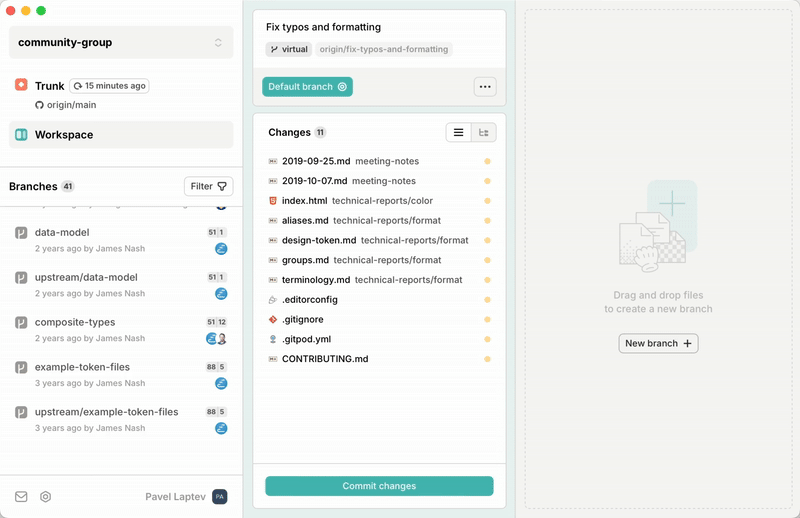 community-group
Trunk 15 minutes ago
origin/main
Workspace
Branches 41 Filter
data-model 51 1
2 years ago by James Nash
upstream/data-model 51 1
2 years ago by James Nash
composite-types 51 12
2 years ago by James Nash
example-token-files 88 5
3 years ago by James Nash
upstream/example-token-files 88 5
3 years ago by James Nash
Pavel Laptev PA
Fix typos and formatting
virtual origin/fix-typos-and-formatting
Default branch
Changes 11
2019-09-25.md meeting-notes
2019-10-07.md meeting-notes
index.html technical-reports/color
aliases.md technical-reports/format
design-token.md technical-reports/format
groups.md technical-reports/format
terminology.md technical-reports/format
.editorconfig
.gitignore
.gitpod.yml
CONTRIBUTING.md
Commit changes
Drag and drop files
to create a new branch
New branch